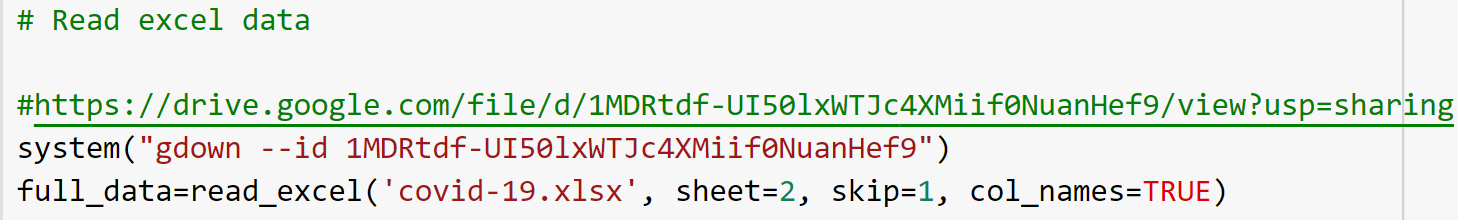 # Read excel data
#https://drive.google.com/file/d/1MDRtdf-UI50lxWTJc4XMiif0NuanHef9/view?usp=sharing
system("gdown --id 1MDRtdf-UI50lxWTJc4XMiif0NuanHef9")
full_data=read_excel('covid-19.xlsx', sheet=2, skip=1, col_names=TRUE)